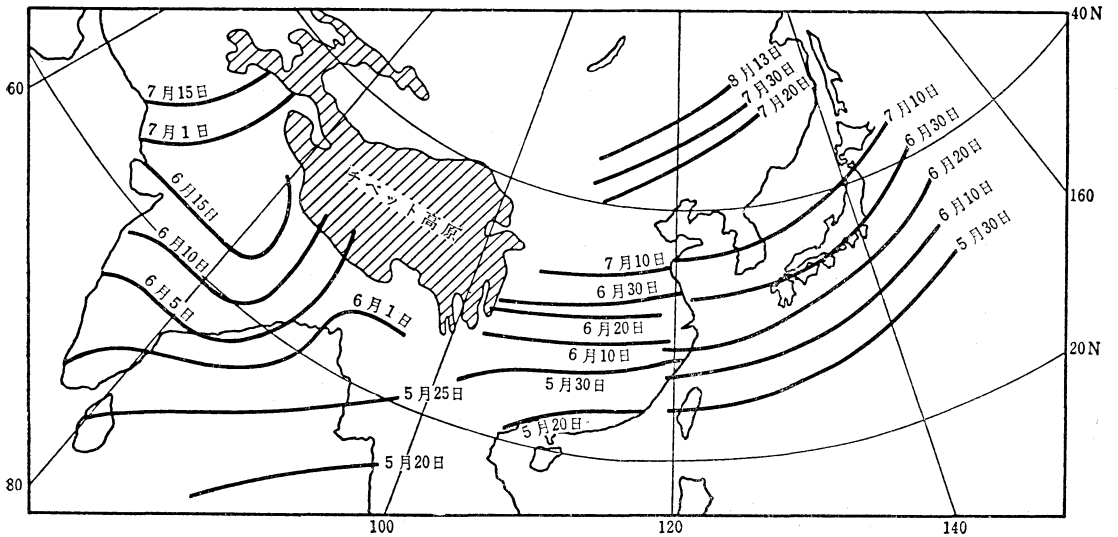 40N
60
7月15日
7月1日
6月15日
6月10日
6月5日
6月1日
チベット高原
8月13日
7月30日
7月20日
7月10日
6月30日
6月20日
6月10日
5月30日
160
7月10日
6月30日
6月20日
6月10日
5月30日
5月25日
5月20日
5月20日
20N
80
100
120
140